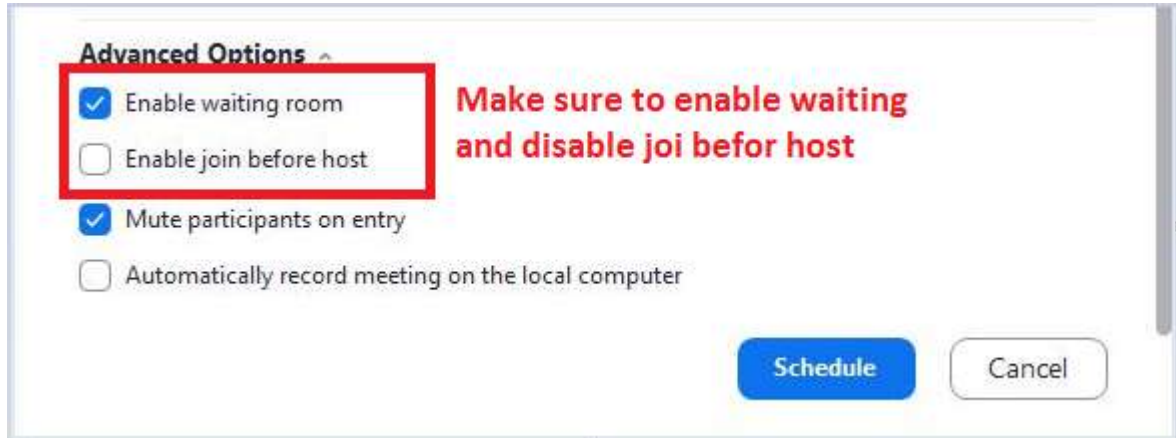 Advanced Options
Enable waiting room
Make sure to enable waiting
and disable joi befor host
Enable join before host
Mute participants on entry
Automatically record meeting on the local computer
Schedule
Cancel